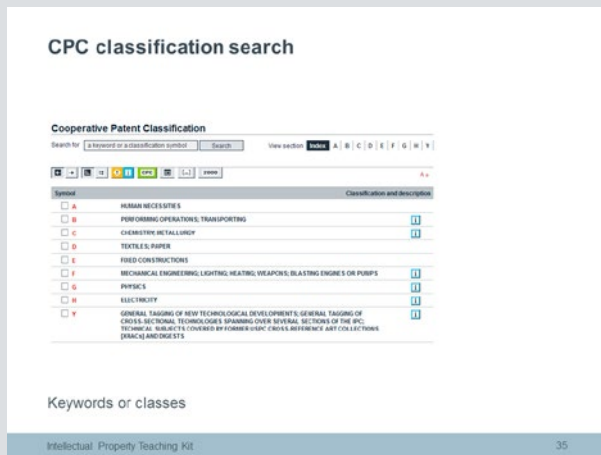 CPC classification search
Cooperative Patent Classification
Search for a keyword or a classification symbol Search View section Index A B C D E F G H Y
CPC
Symbol Classification and description
A HUMAN NECESSITIES
B PERFORMING OPERATIONS; TRANSPORTING
C CHEMISTRY; METALLURGY
D TEXTILES; PAPER
E FIXED CONSTRUCTIONS
F MECHANICAL ENGINEERING; LIGHTING; HEATING; WEAPONS; BLASTING ENGINES OR PUMPS
G PHYSICS
H ELECTRICITY
Y GENERAL TAGGING OF NEW TECHNOLOGICAL DEVELOPMENTS; GENERAL TAGGING OF
CROSS-SECTIONAL TECHNOLOGIES SPANNING OVER SEVERAL SECTIONS OF THE IPC;
TECHNICAL SUBJECTS COVERED BY FORMER USPC CROSS-REFERENCE ART COLLECTIONS
[XRACs] AND DIGESTS
Keywords or classes
Intellectual Property Teaching Kit 35